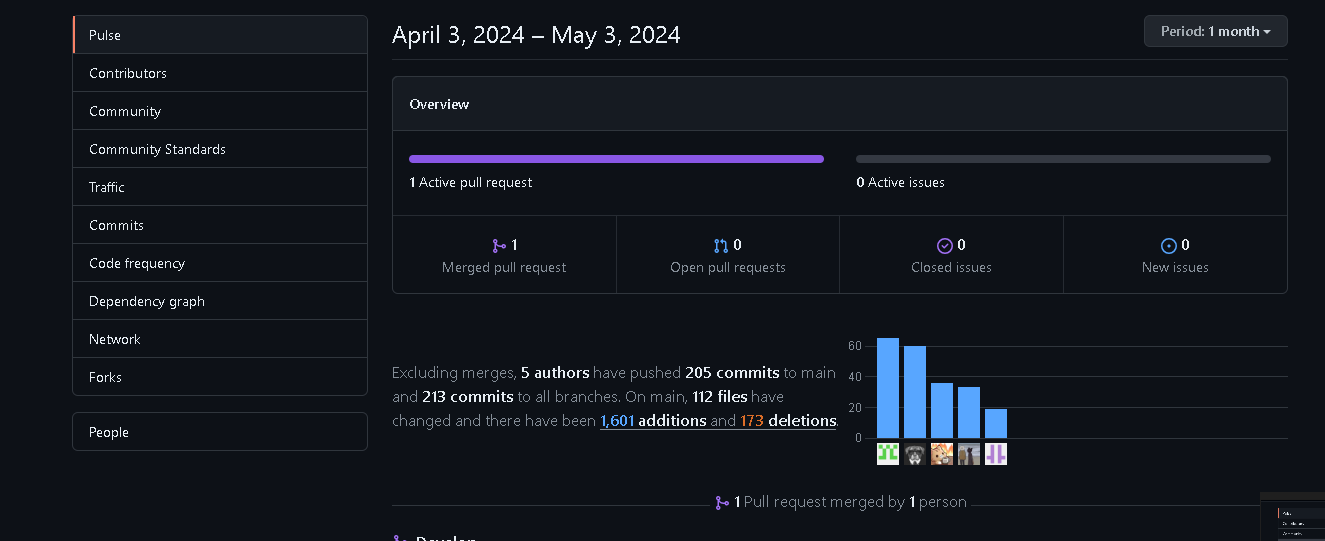 Pulse
Contributors
Community
Community Standards
Traffic
Commits
Code frequency
Dependency graph
Network
Forks
People
April 3, 2024 – May 3, 2024
Period: 1 month
Overview
1 Active pull request
0 Active issues
1
Merged pull request
0
Open pull requests
0
Closed issues
0
New issues
Excluding merges, 5 authors have pushed 205 commits to main
and 213 commits to all branches. On main, 112 files have
changed and there have been 1,601 additions and 173 deletions.
60
40
20
0
1 Pull request merged by 1 person
Develop
Pulse
Contributors
Community